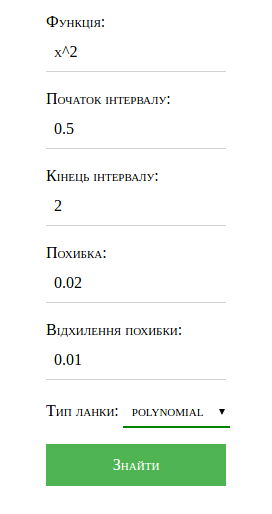 Функція:
x^2
Початок інтервалу:
0.5
Кінець інтервалу:
2
Похибка:
0.02
Відхилення похибки:
0.01
Тип ланки: polynomial
Знайти